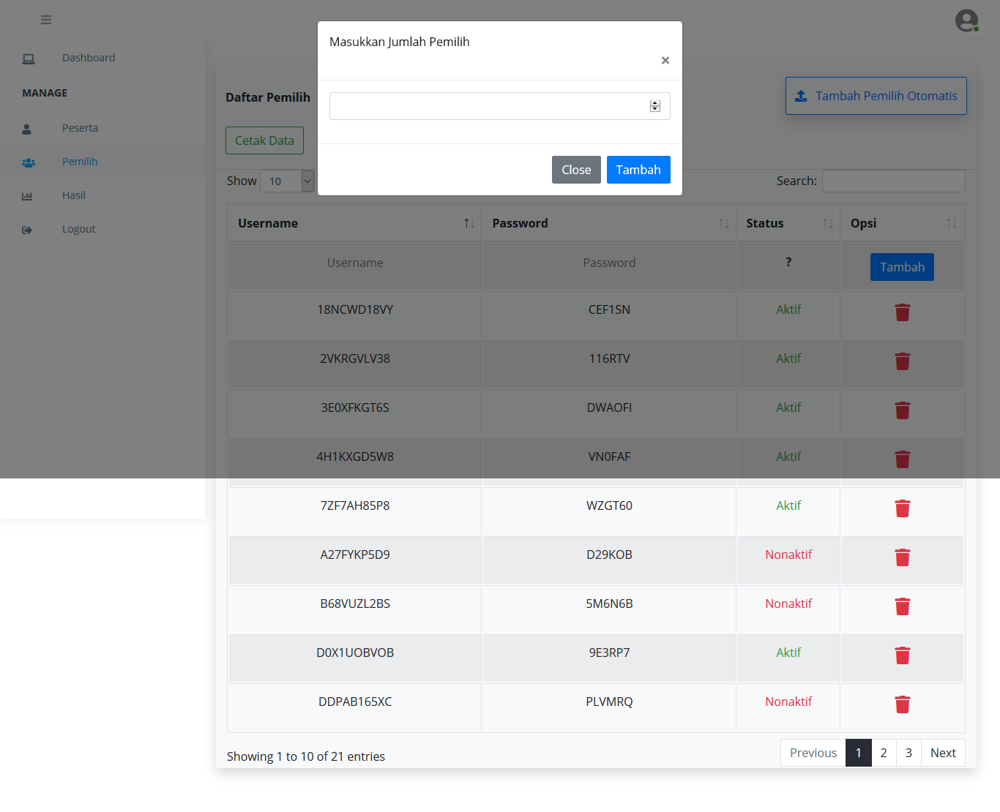 Masukkan Jumlah Pemilih
×
Close Tambah
Dashboard
MANAGE
Peserta
Pemilih
Hasil
Logout
Daftar Pemilih
Tambah Pemilih Otomatis
Cetak Data
Show 10
Search:
Username Password Status Opsi
Username Password ? Tambah
18NCWD18VY CEF1SN Aktif
2VKRGVLV38 116RTV Aktif
3E0XFKGT6S DWAOFI Aktif
4H1KXGD5W8 VN0FAF Aktif
7ZF7AH85P8 WZGT60 Aktif
A27FYKP5D9 D29KOB Nonaktif
B68VUZL2BS 5M6N6B Nonaktif
D0X1UOBVOB 9E3RP7 Aktif
DDPAB165XC PLVMRQ Nonaktif
Showing 1 to 10 of 21 entries
Previous 1 2 3 Next